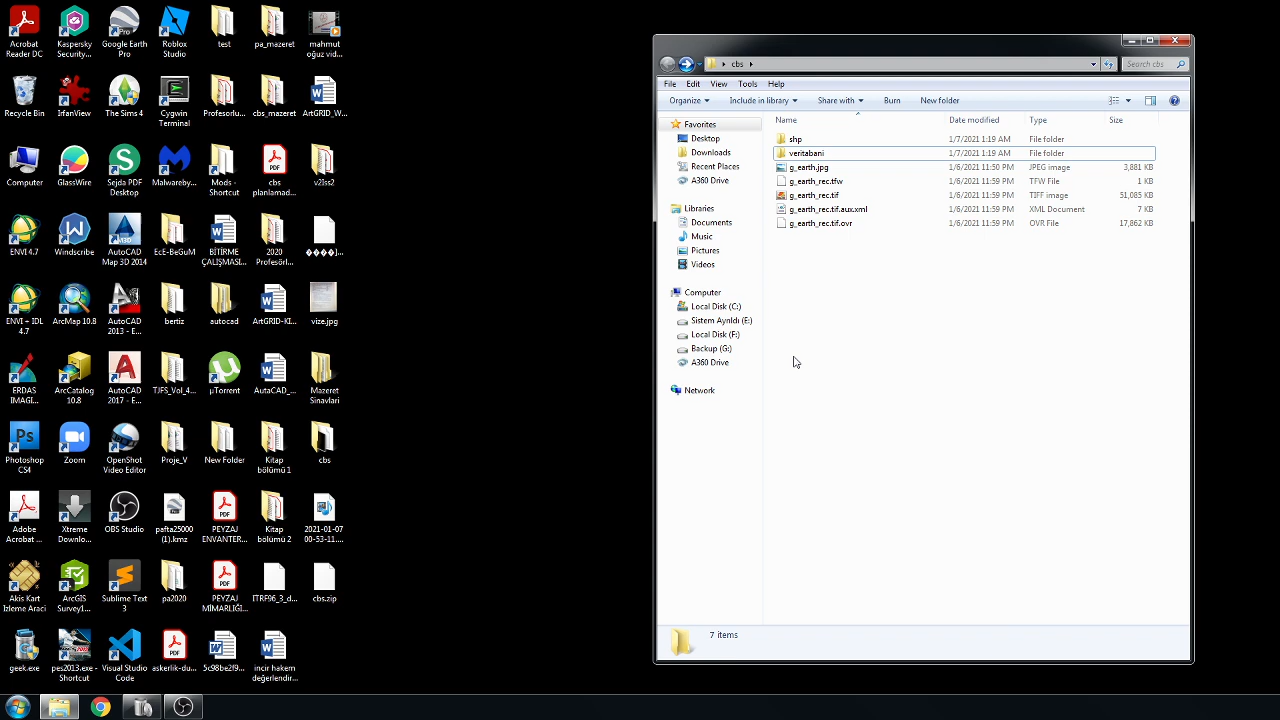 Acrobat
Reader DC
Kaspersky
Security...
Google Earth
Pro
Roblox
Studio
test
pa_mazeret
mahmut
oğuz vid...
Recycle Bin
IrfanView
The Sims 4
Cygwin
Terminal
Profesorlu...
cbs_mazeret
ArtGRID_W...
Computer
GlassWire
Sejda PDF
Desktop
Malwareby...
Mods -
Shortcut
cbs
planlamad...
v2lss2
ENVI 4.7
Windscribe
AutoCAD
Map 3D 2014
EcE-BeGuM
BİTİRME
ÇALIŞMASI...
2020
Profesörl...
����]...
ENVI + IDL
4.7
ArcMap 10.8
AutoCAD
2013 - E...
bertiz
autocad
ArtGRID-KI...
vize.jpg
ERDAS
IMAGI...
ArcCatalog
10.8
AutoCAD
2017 - E...
TJFS_Vol_4...
µTorrent
AutaCAD_...
Mazeret
Sinavlari
Photoshop
CS4
Zoom
OpenShot
Video Editor
Proje_V
New Folder
Kitap
bölümü 1
cbs
Adobe
Acrobat ...
Xtreme
Downlo...
OBS Studio
pafta25000
(1).kmz
PEYZAJ
ENVANTER...
Kitap
bölümü 2
2021-01-07
00-53-11....
Akis Kart
Izleme Araci
ArcGIS
Survey1...
Sublime Text
3
pa2020
PEYZAJ
MİMARLIĞI...
ITRF96_3_d...
cbs.zip
geek.exe
pes2013.exe -
Shortcut
Visual Studio
Code
askerlik-du...
5c98be2f9...
incir hakem
değerlendir...
cbs
Search cbs
File Edit View Tools Help
Organize Include in library Share with Burn New folder
Name Date modified Type Size
Favorites
Desktop
Downloads
Recent Places
A360 Drive
Libraries
Documents
Music
Pictures
Videos
Computer
Local Disk (C:)
Sistem Ayrıldı (E:)
Local Disk (F:)
Backup (G:)
A360 Drive
Network
shp 1/7/2021 1:19 AM File folder
veritabani 1/7/2021 1:19 AM File folder
g_earth.jpg 1/6/2021 11:50 PM JPEG image 3,881 KB
g_earth_rec.tfw 1/6/2021 11:59 PM TFW File 1 KB
g_earth_rec.tif 1/6/2021 11:59 PM TIFF image 51,085 KB
g_earth_rec.tif.aux.xml 1/6/2021 11:59 PM XML Document 7 KB
g_earth_rec.tif.ovr 1/6/2021 11:59 PM OVR File 17,862 KB
7 items